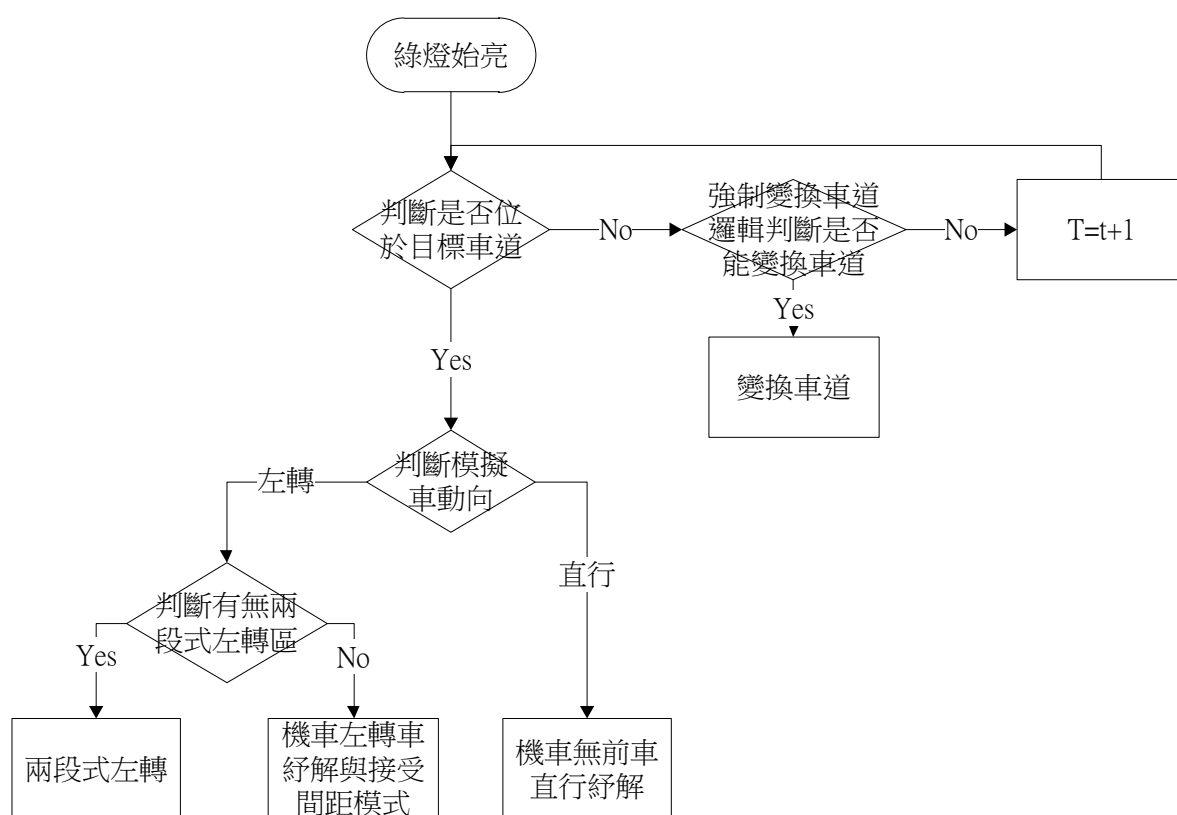 綠燈始亮
判斷是否位
於目標車道
No
強制變換車道
邏輯判斷是否
能變換車道
No
T=t+1
Yes
變換車道
Yes
判斷模擬
車動向
左轉
直行
判斷有無兩
段式左轉區
Yes
No
兩段式左轉
機車左轉車
紓解與接受
間距模式
機車無前車
直行紓解